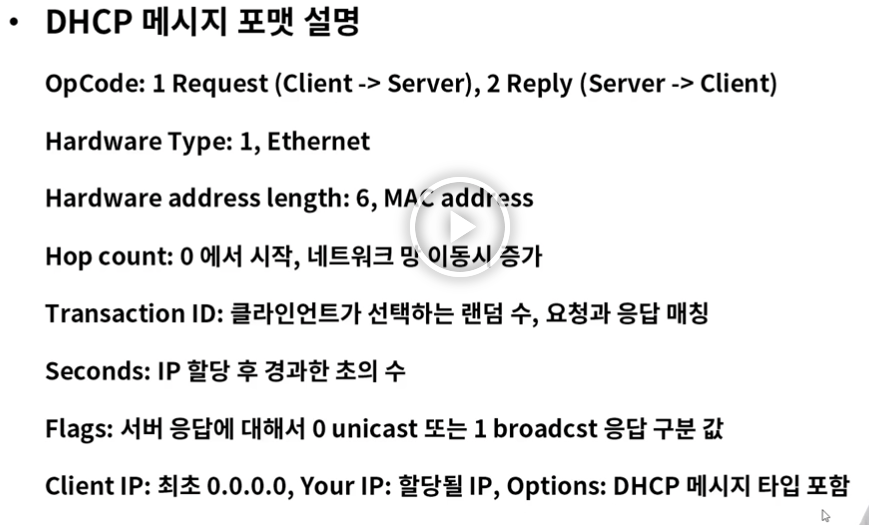 • DHCP 메시지 포맷 설명
OpCode: 1 Request (Client -> Server), 2 Reply (Server -> Client)
Hardware Type: 1, Ethernet
Hardware address length: 6, MAC address
Hop count: 0 에서 시작, 네트워크 망 이동시 증가
Transaction ID: 클라인언트가 선택하는 랜덤 수, 요청과 응답 매칭
Seconds: IP 할당 후 경과한 초의 수
Flags: 서버 응답에 대해서 0 unicast 또는 1 broadcst 응답 구분 값
Client IP: 최초 0.0.0.0, Your IP: 할당될 IP, Options: DHCP 메시지 타입 포함